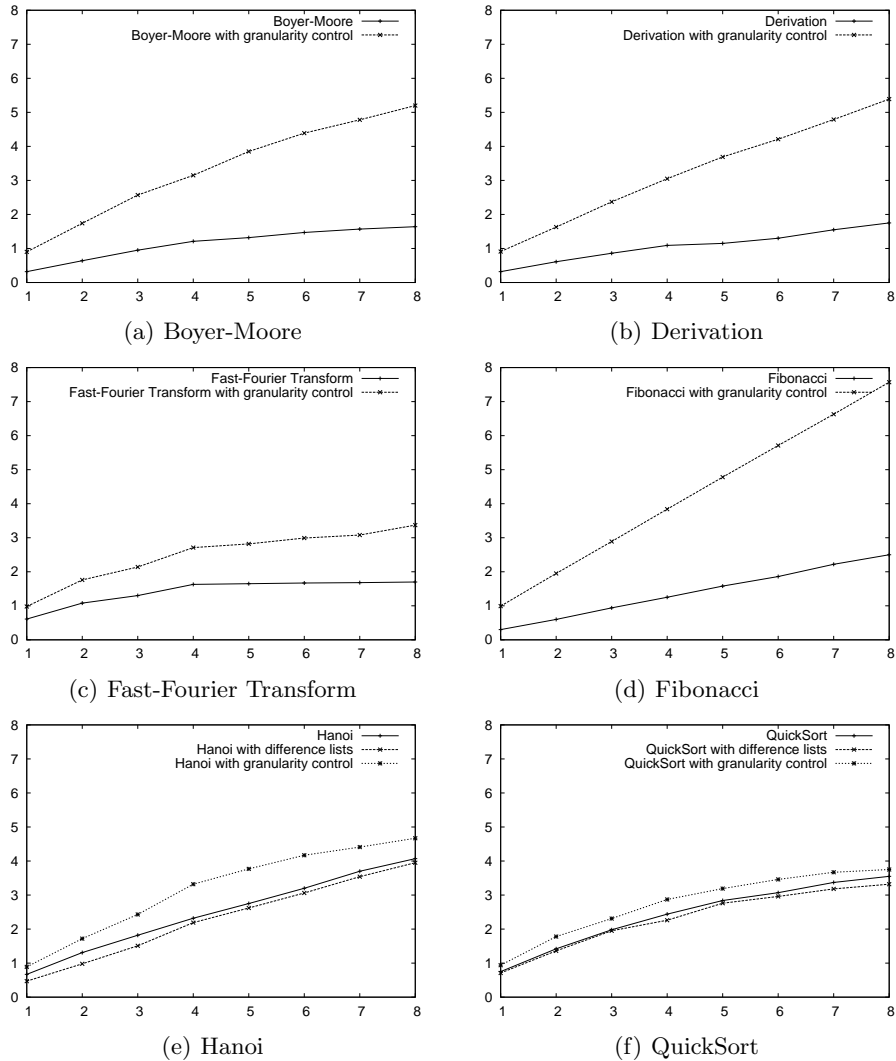 8
7
6
5
4
3
2
1
0
Boyer-Moore
Boyer-Moore with granularity control
1 2 3 4 5 6 7 8
(a) Boyer-Moore
8
7
6
5
4
3
2
1
0
Derivation
Derivation with granularity control
1 2 3 4 5 6 7 8
(b) Derivation
8
7
6
5
4
3
2
1
0
Fast-Fourier Transform
Fast-Fourier Transform with granularity control
1 2 3 4 5 6 7 8
(c) Fast-Fourier Transform
8
7
6
5
4
3
2
1
0
Fibonacci
Fibonacci with granularity control
1 2 3 4 5 6 7 8
(d) Fibonacci
8
7
6
5
4
3
2
1
0
Hanoi
Hanoi with difference lists
Hanoi with granularity control
1 2 3 4 5 6 7 8
(e) Hanoi
8
7
6
5
4
3
2
1
0
QuickSort
QuickSort with difference lists
QuickSort with granularity control
1 2 3 4 5 6 7 8
(f) QuickSort